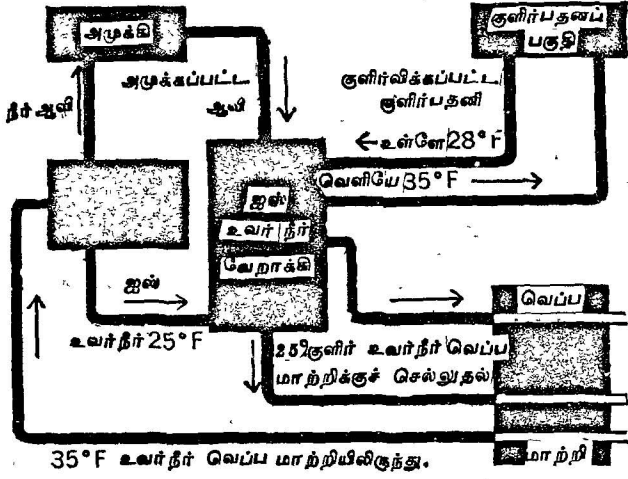 அமுக்கி
குளிர்பதனப்
பகுதி
நீர் ஆவி
அமுக்கப்பட்ட
ஆவி
குளிர்விக்கப்பட்ட
குளிர்பதனி
உள்ளே 28°F
வெளியே 35°F
ஐஸ்
உவர் நீர்
வேறாக்கி
ஐஸ்
உவர்நீர் 25°F
வெப்ப
25° குளிர் உவர்நீர் வெப்ப
மாற்றிக்குச் செல்லுதல்
மாற்றி
35°F உவர்நீர் வெப்ப மாற்றியிலிருந்து.